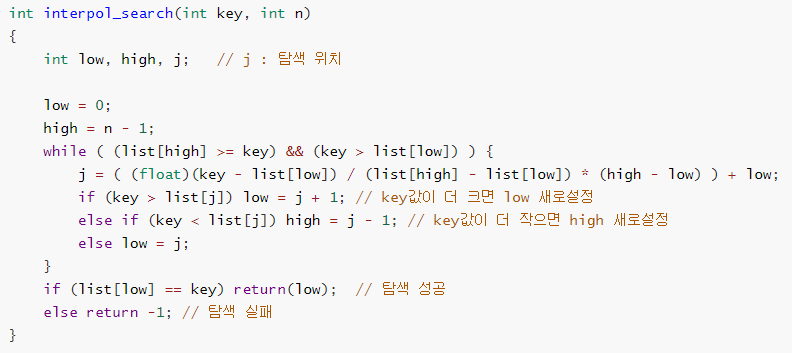 int interpol_search(int key, int n)
{
    int low, high, j;   // j : 탐색 위치

    low = 0;
    high = n - 1;
    while ( (list[high] >= key) && (key > list[low]) ) {
        j = ( (float)(key - list[low]) / (list[high] - list[low]) * (high - low) ) + low;
        if (key > list[j]) low = j + 1; // key값이 더 크면 low 새로설정
        else if (key < list[j]) high = j - 1; // key값이 더 작으면 high 새로설정
        else low = j;
    }
    if (list[low] == key) return(low);  // 탐색 성공
    else return -1; // 탐색 실패
}